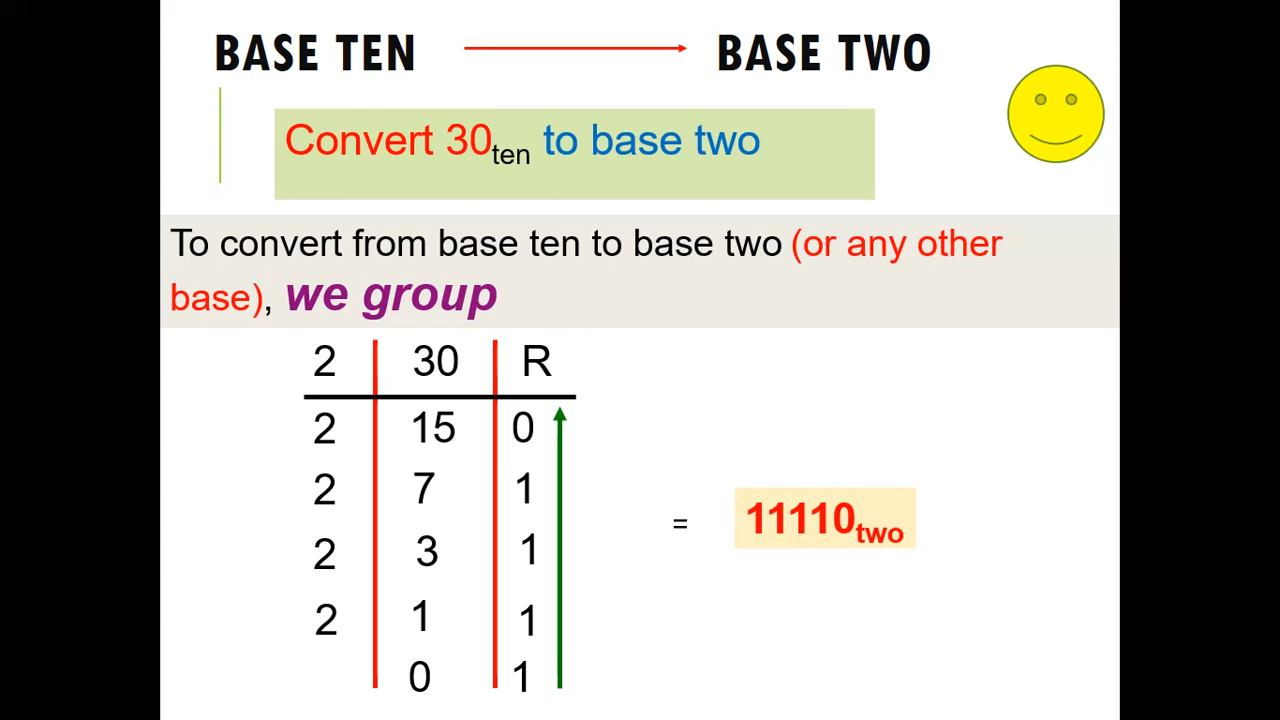 BASE TEN BASE TWO
Convert 30ten to base two
To convert from base ten to base two (or any other
base), we group
2 30 R
2 15 0
2 7 1
2 3 1
2 1 1
0 1
= 11110two